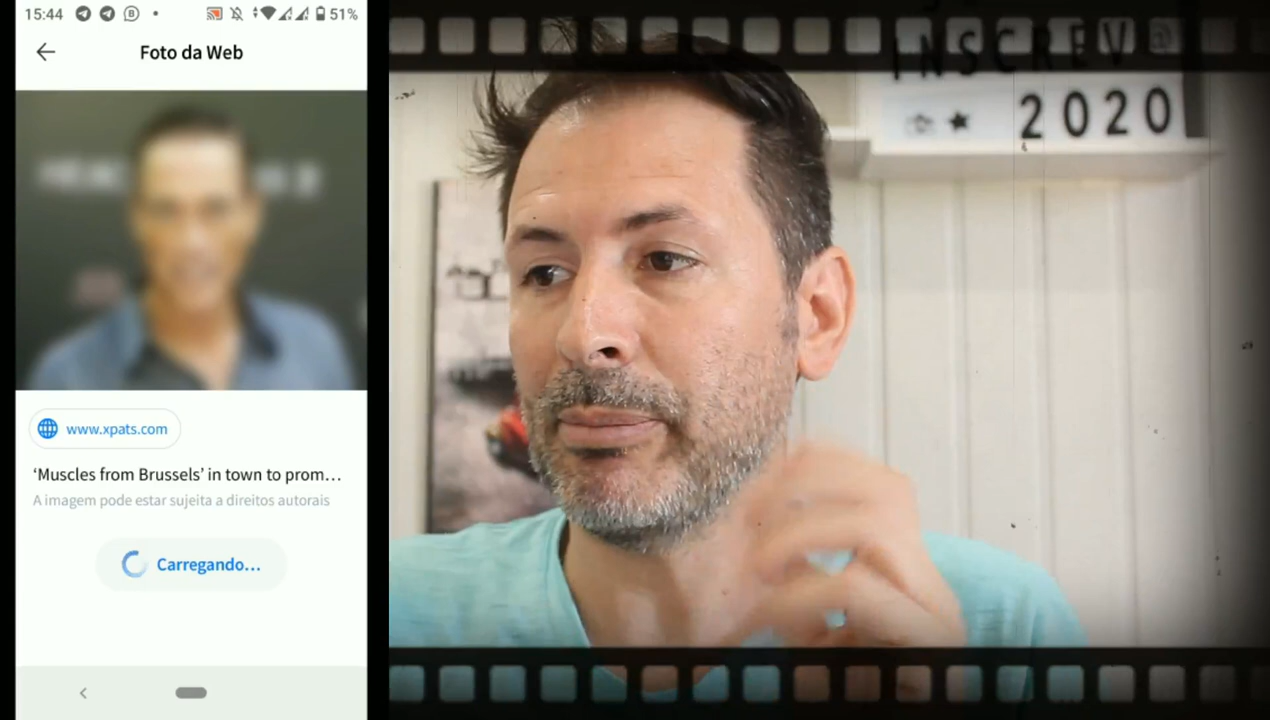 15:44
51%
Foto da Web
www.xpats.com
‘Muscles from Brussels’ in town to prom...
A imagem pode estar sujeita a direitos autorais
Carregando...
INSCREV
2020